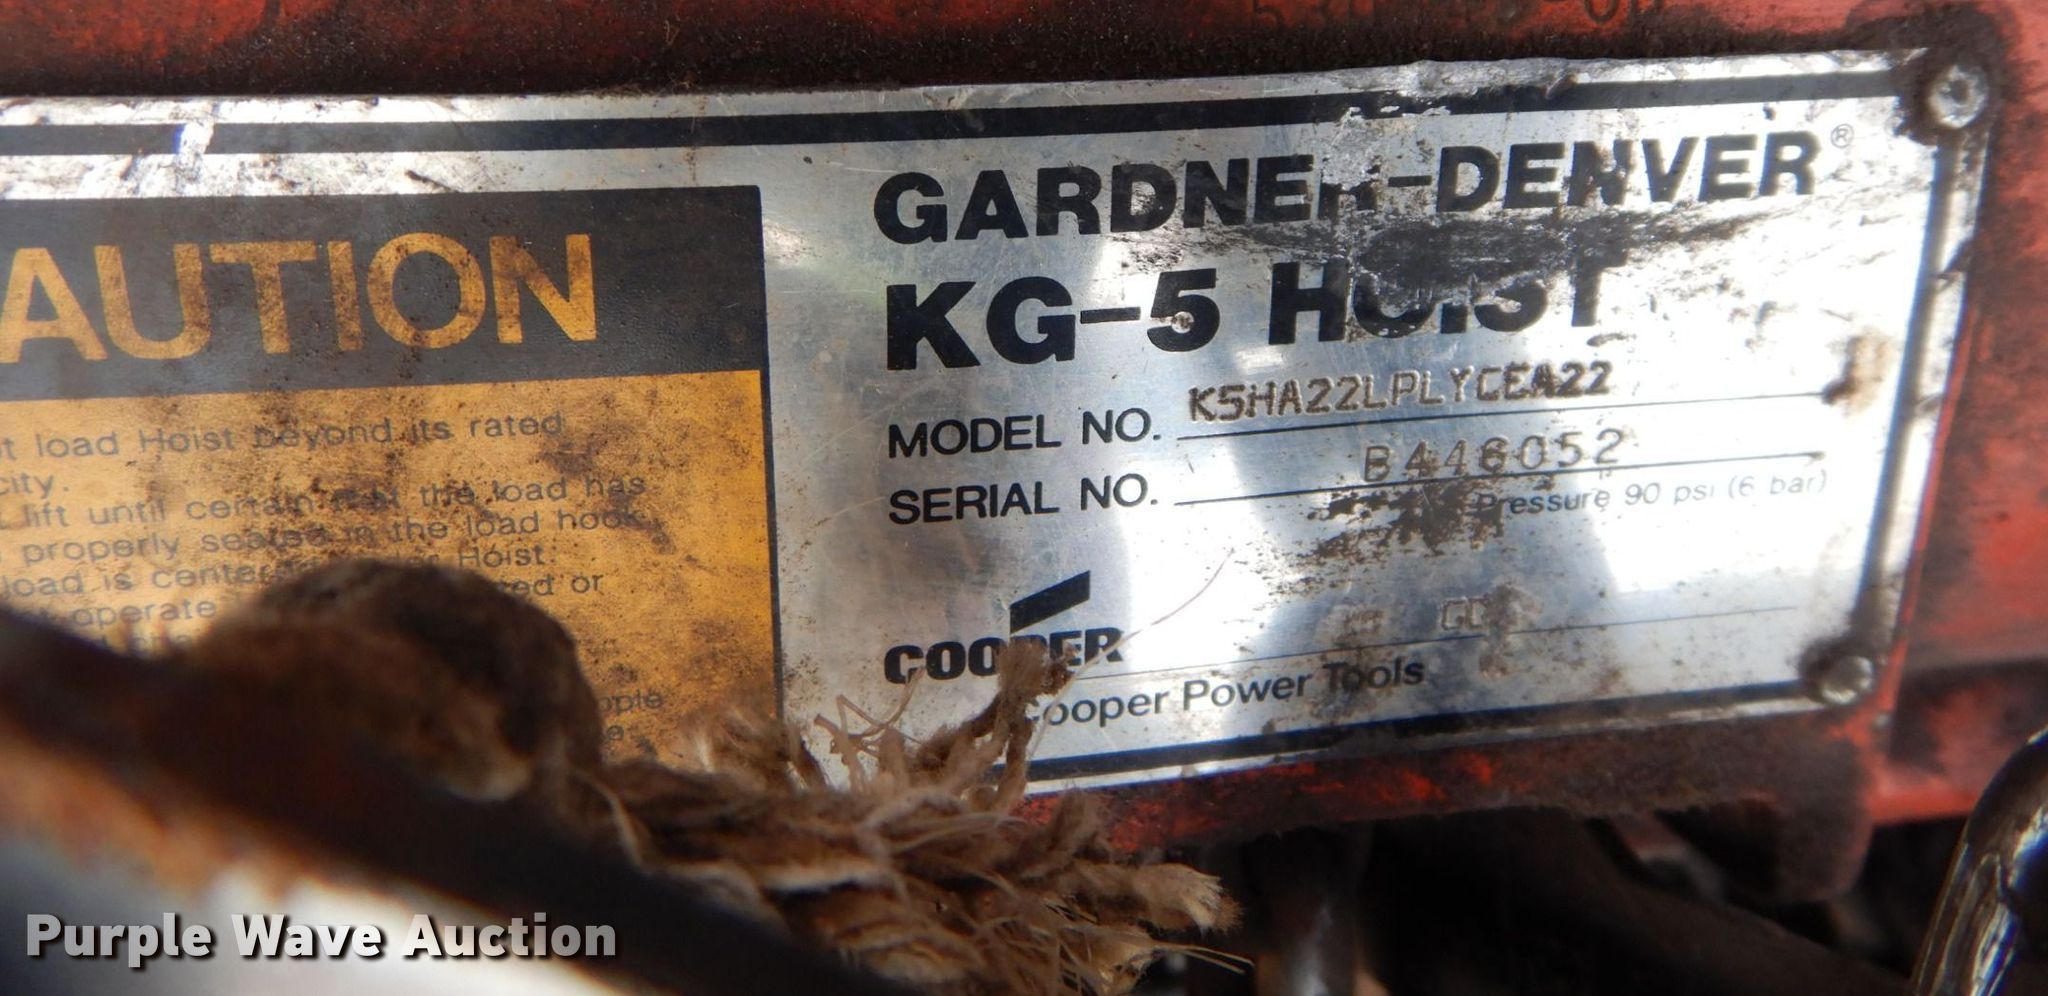 AUTION
load Hoist beyond its rated
city.
lift until certain the load has
properly seated in the load hook
load is Hoist.
operate or
GARDNER-DENVER®
KG-5 HOIST
MODEL NO. K5HA22LPLYCEA22
SERIAL NO. B446052
Pressure 90 psi (6 bar)
COOPER
Cooper Power Tools
Purple Wave Auction